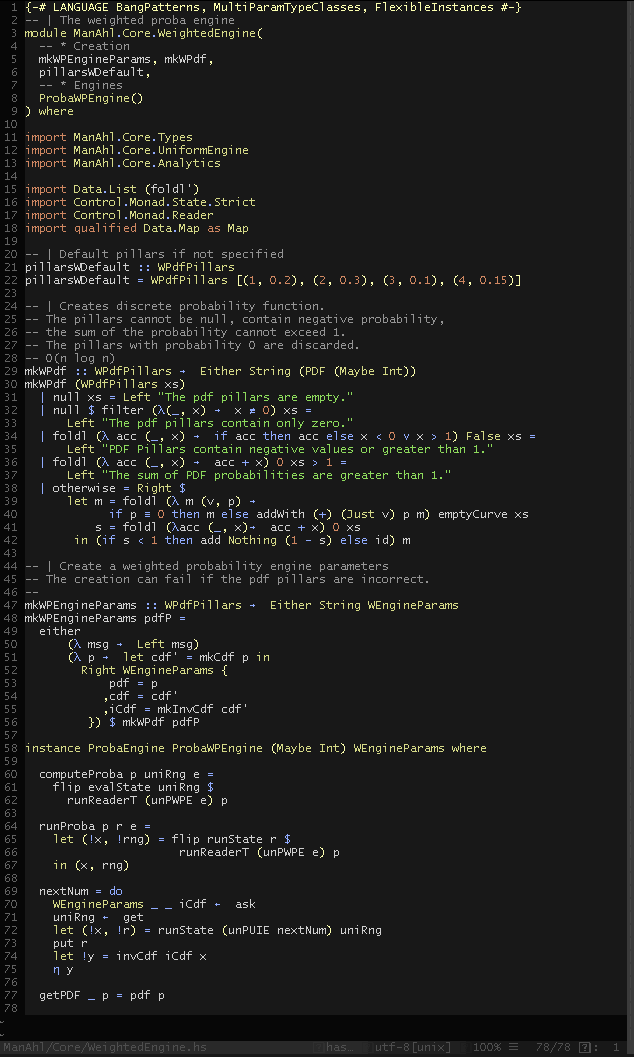 1 {-# LANGUAGE BangPatterns, MultiParamTypeClasses, FlexibleInstances #-}
2 -- | The weighted proba engine
3 module ManAhl.Core.WeightedEngine(
4   -- * Creation
5   mkWPEngineParams, mkWPdf,
6   pillarsWDefault,
7   -- * Engines
8   ProbaWPEngine()
9 ) where
10
11 import ManAhl.Core.Types
12 import ManAhl.Core.UniformEngine
13 import ManAhl.Core.Analytics
14
15 import Data.List (foldl')
16 import Control.Monad.State.Strict
17 import Control.Monad.Reader
18 import qualified Data.Map as Map
19
20 -- | Default pillars if not specified
21 pillarsWDefault :: WPdfPillars
22 pillarsWDefault = WPdfPillars [(1, 0.2), (2, 0.3), (3, 0.1), (4, 0.15)]
23
24 -- | Creates discrete probability function.
25 -- The pillars cannot be null, contain negative probability,
26 -- the sum of the probability cannot exceed 1.
27 -- The pillars with probability 0 are discarded.
28 -- O(n log n)
29 mkWPdf :: WPdfPillars → Either String (PDF (Maybe Int))
30 mkWPdf (WPdfPillars xs)
31   | null xs = Left "The pdf pillars are empty."
32   | null $ filter (λ(_, x) → x ≠ 0) xs =
33       Left "The pdf pillars contain only zero."
34   | foldl (λ acc (_, x) → if acc then acc else x < 0 ∨ x > 1) False xs =
35       Left "PDF Pillars contain negative values or greater than 1."
36   | foldl (λ acc (_, x) → acc + x) 0 xs > 1 =
37       Left "The sum of PDF probabilities are greater than 1."
38   | otherwise = Right $
39       let m = foldl (λ m (v, p) →
40             if p ≡ 0 then m else addWith (+) (Just v) p m) emptyCurve xs
41           s = foldl (λacc (_, x)→ acc + x) 0 xs
42        in (if s < 1 then add Nothing (1 - s) else id) m
43
44 -- | Create a weighted probability engine parameters
45 -- The creation can fail if the pdf pillars are incorrect.
46 --
47 mkWPEngineParams :: WPdfPillars → Either String WEngineParams
48 mkWPEngineParams pdfP =
49   either
50       (λ msg → Left msg)
51       (λ p → let cdf' = mkCdf p in
52         Right WEngineParams {
53             pdf = p
54            ,cdf = cdf'
55            ,iCdf = mkInvCdf cdf'
56          }) $ mkWPdf pdfP
57
58 instance ProbaEngine ProbaWPEngine (Maybe Int) WEngineParams where
59
60   computeProba p uniRng e =
61     flip evalState uniRng $
62       runReaderT (unPWPE e) p
63
64   runProba p r e =
65     let (!x, !rng) = flip runState r $
66                       runReaderT (unPWPE e) p
67     in (x, rng)
68
69   nextNum = do
70     WEngineParams _ _ iCdf ← ask
71     uniRng ← get
72     let (!x, !r) = runState (unPUIE nextNum) uniRng
73     put r
74     let !y = invCdf iCdf x
75     η y
76
77   getPDF _ p = pdf p
78
~
~
ManAhl/Core/WeightedEngine.hs has… utf-8[unix] 100% ☰ 78/78 : 1